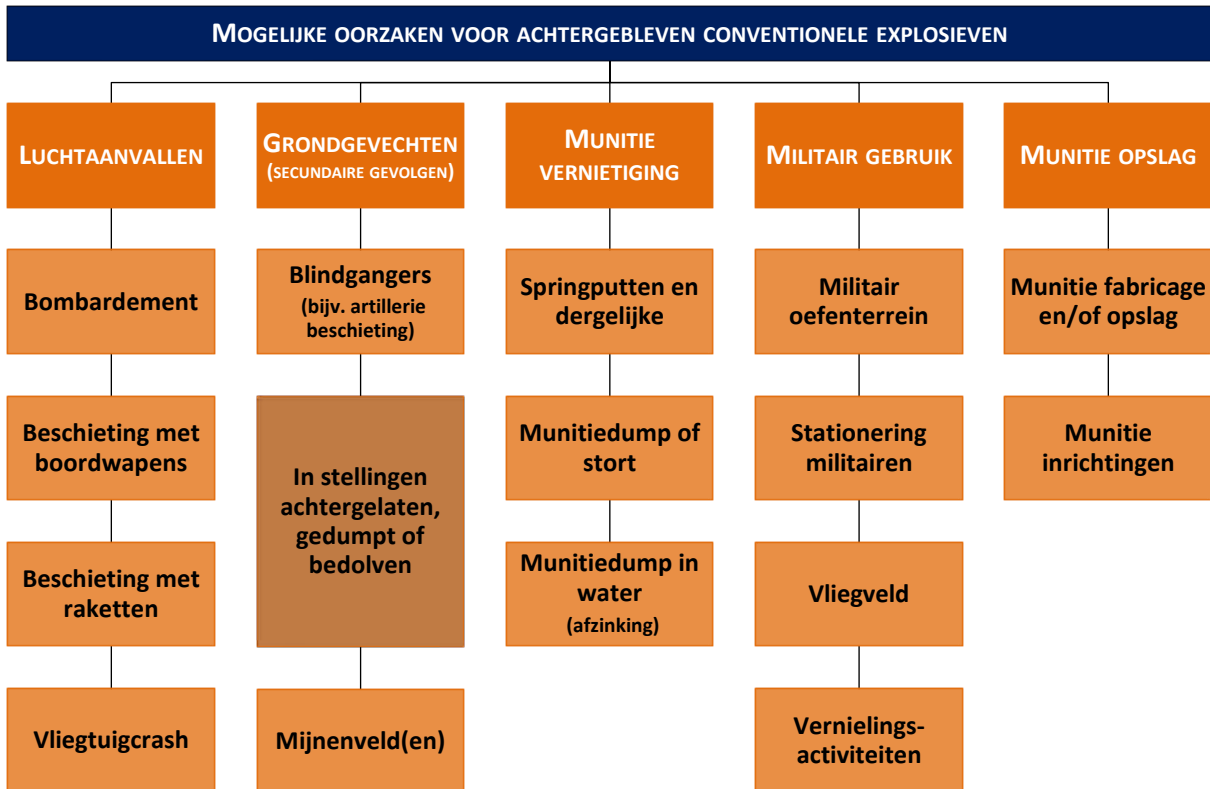 MOGELIJKE OORZAKEN VOOR ACHTERGEBLEVEN CONVENTIONELE EXPLOSIEVEN
LUCHTAANVALLEN
Bombardement
Beschieting met
boordwapens
Beschieting met
raketten
Vliegtuigcrash
GRONDGEVECHTEN
(SECUNDAIRE GEVOLGEN)
Blindgangers
(bijv. artillerie
beschieting)
In stellingen
achtergelaten,
gedumpt of
bedolven
Mijnenveld(en)
MUNITIE
VERNIETIGING
Springputten en
dergelijke
Munitiedump of
stort
Munitiedump in
water
(afzinking)
MILITAIR GEBRUIK
Militair
oefenterrein
Stationering
militairen
Vliegveld
Vernielings-
activiteiten
MUNITIE OPSLAG
Munitie fabricage
en/of opslag
Munitie
inrichtingen